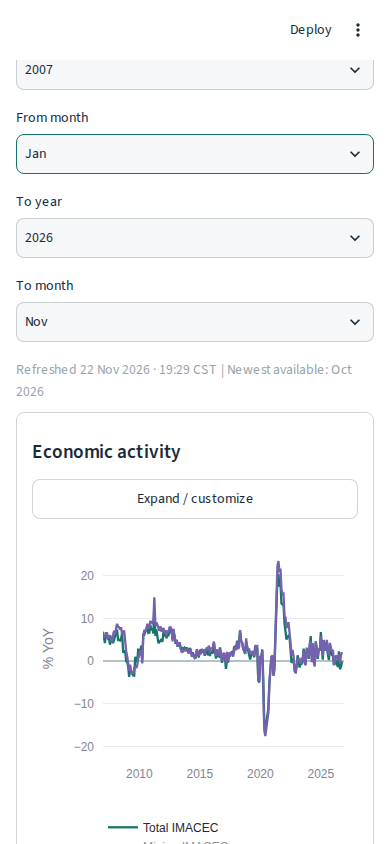 Deploy
2007
From month
Jan
To year
2026
To month
Nov
Refreshed 22 Nov 2026 · 19:29 CST | Newest available: Oct
2026
Economic activity
Expand / customize
20
10
0
−10
−20
% YoY
2010 2015 2020 2025
Total IMACEC